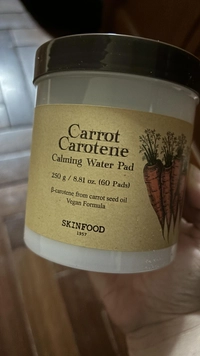 Carrot
Carotene
Calming Water Pad
250 g / 8.81 oz. (60 Pads)
β-carotene from carrot seed oil
Vegan Formula
SKINFOOD
1957